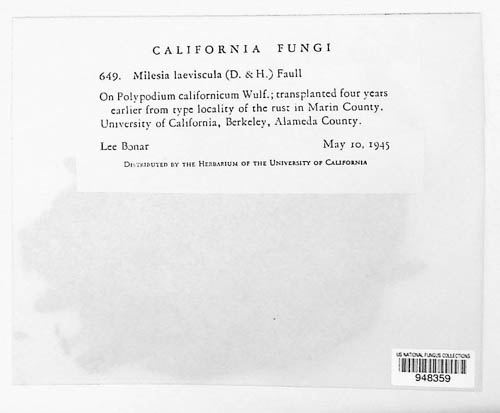 CALIFORNIA FUNGI
649. Milesia laeviscula (D. & H.) Faull
On Polypodium californicum Wulf.; transplanted four years
earlier from type locality of the rust in Marin County.
University of California, Berkeley, Alameda County.
Lee Bonar May 10, 1945
DISTRIBUTED BY THE HERBARIUM OF THE UNIVERSITY OF CALIFORNIA
US NATIONAL FUNGUS COLLECTIONS
948359